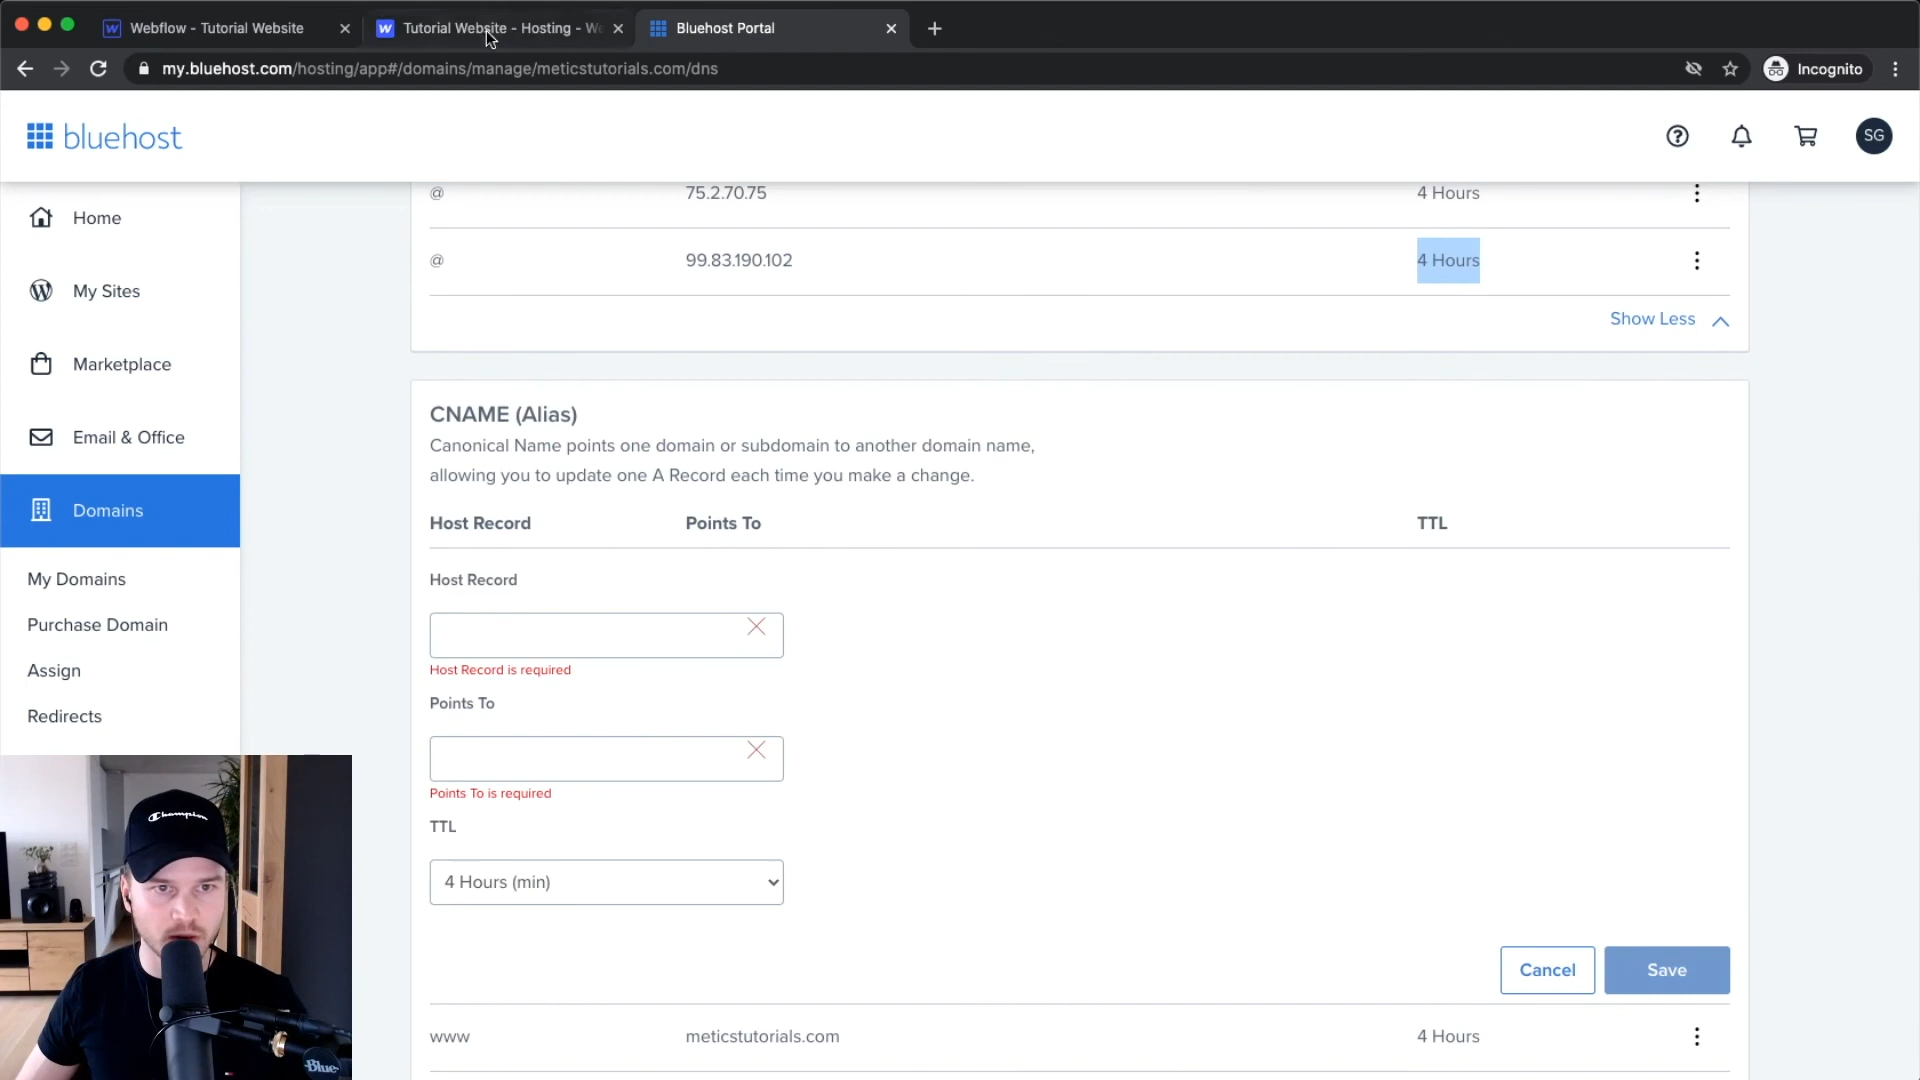 Webflow - Tutorial Website
Tutorial Website - Hosting - We
Bluehost Portal
my.bluehost.com/hosting/app#/domains/manage/meticstutorials.com/dns
Incognito
bluehost
SG
Home
My Sites
Marketplace
Email & Office
Domains
My Domains
Purchase Domain
Assign
Redirects
@ 75.2.70.75 4 Hours
@ 99.83.190.102 4 Hours
Show Less
CNAME (Alias)
Canonical Name points one domain or subdomain to another domain name,
allowing you to update one A Record each time you make a change.
Host Record Points To TTL
Host Record
Host Record is required
Points To
Points To is required
TTL
4 Hours (min)
Cancel
Save
www meticstutorials.com 4 Hours
Champion
Blue